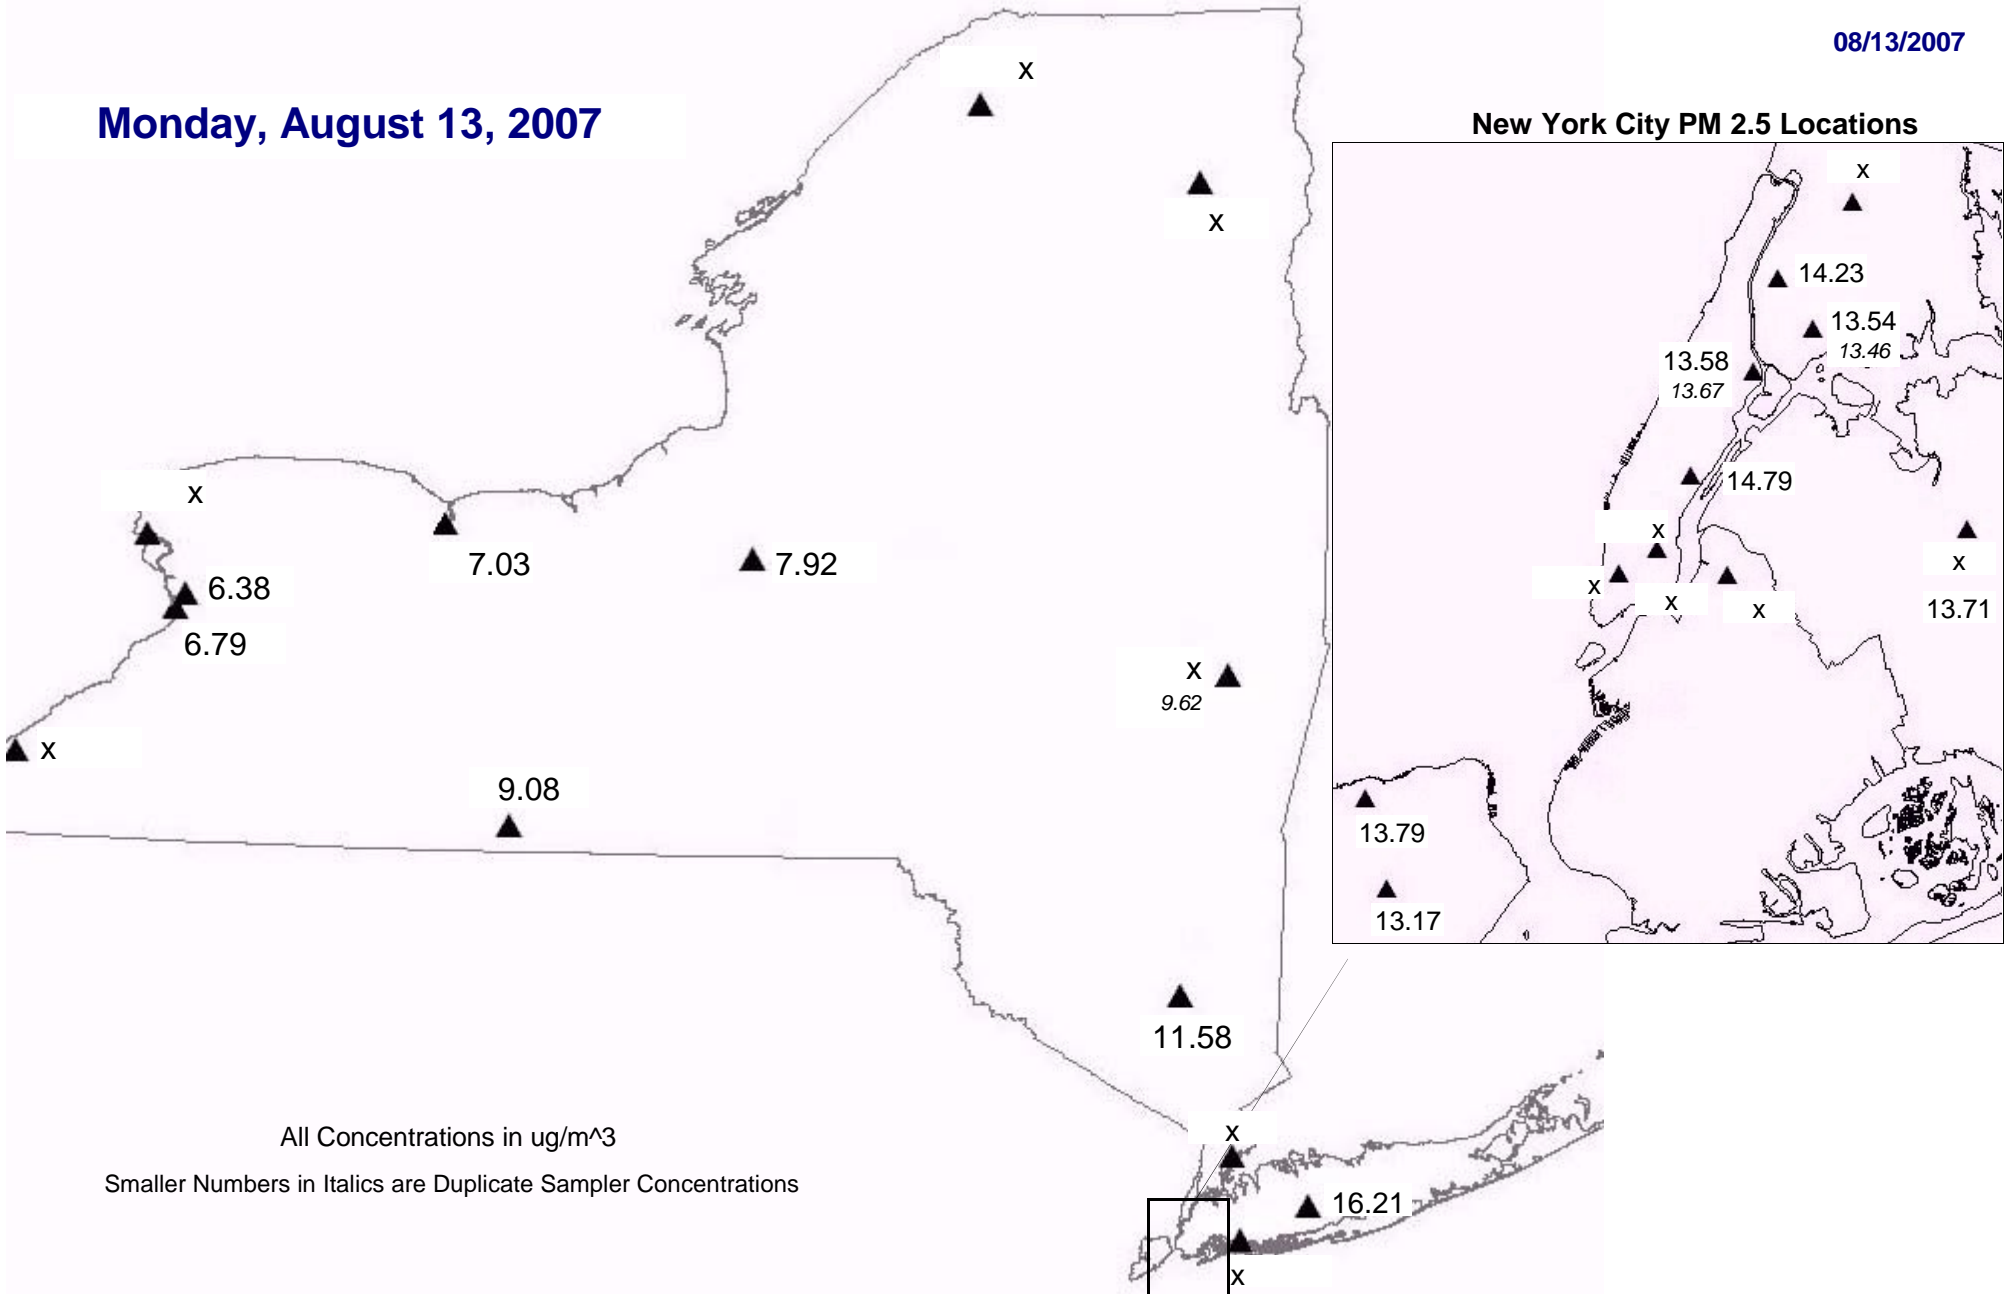 08/13/2007
Monday, August 13, 2007
New York City PM 2.5 Locations
x
x
x
14.23
13.54
13.46
13.58
13.67
14.79
x
x
x
x
x
13.71
13.79
13.17
x
7.03
7.92
6.38
6.79
x
9.62
x
9.08
11.58
x
16.21
x
All Concentrations in ug/m^3
Smaller Numbers in Italics are Duplicate Sampler Concentrations